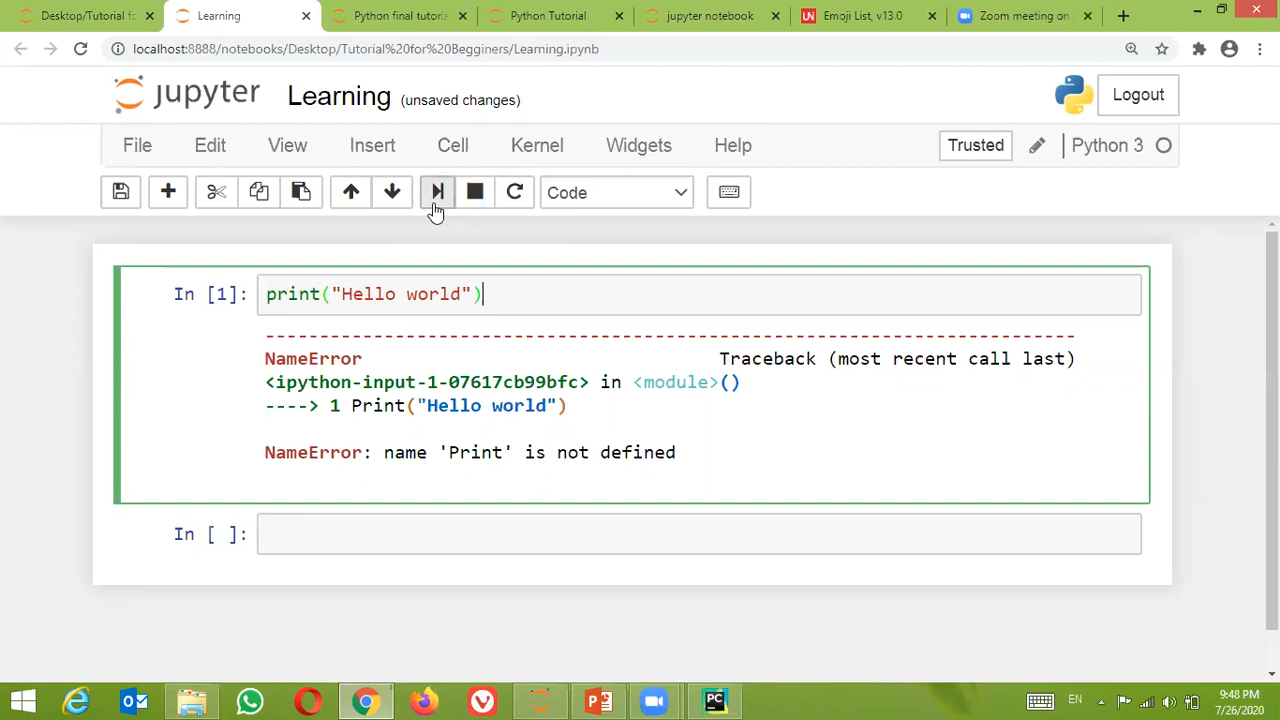 Desktop/Tutorial fo
Learning
Python final tutoria
Python Tutorial
jupyter notebook
UN Emoji List, v13.0
Zoom meeting on
localhost:8888/notebooks/Desktop/Tutorial%20for%20Begginers/Learning.ipynb
jupyter Learning (unsaved changes)
Logout
File Edit View Insert Cell Kernel Widgets Help
Trusted
Python 3
Code
In [1]: print("Hello world")
---------------------------------------------------------------------------
NameError Traceback (most recent call last)
<ipython-input-1-07617cb99bfc> in <module>()
----> 1 Print("Hello world")
NameError: name 'Print' is not defined
In [ ]:
EN
9:48 PM
7/26/2020